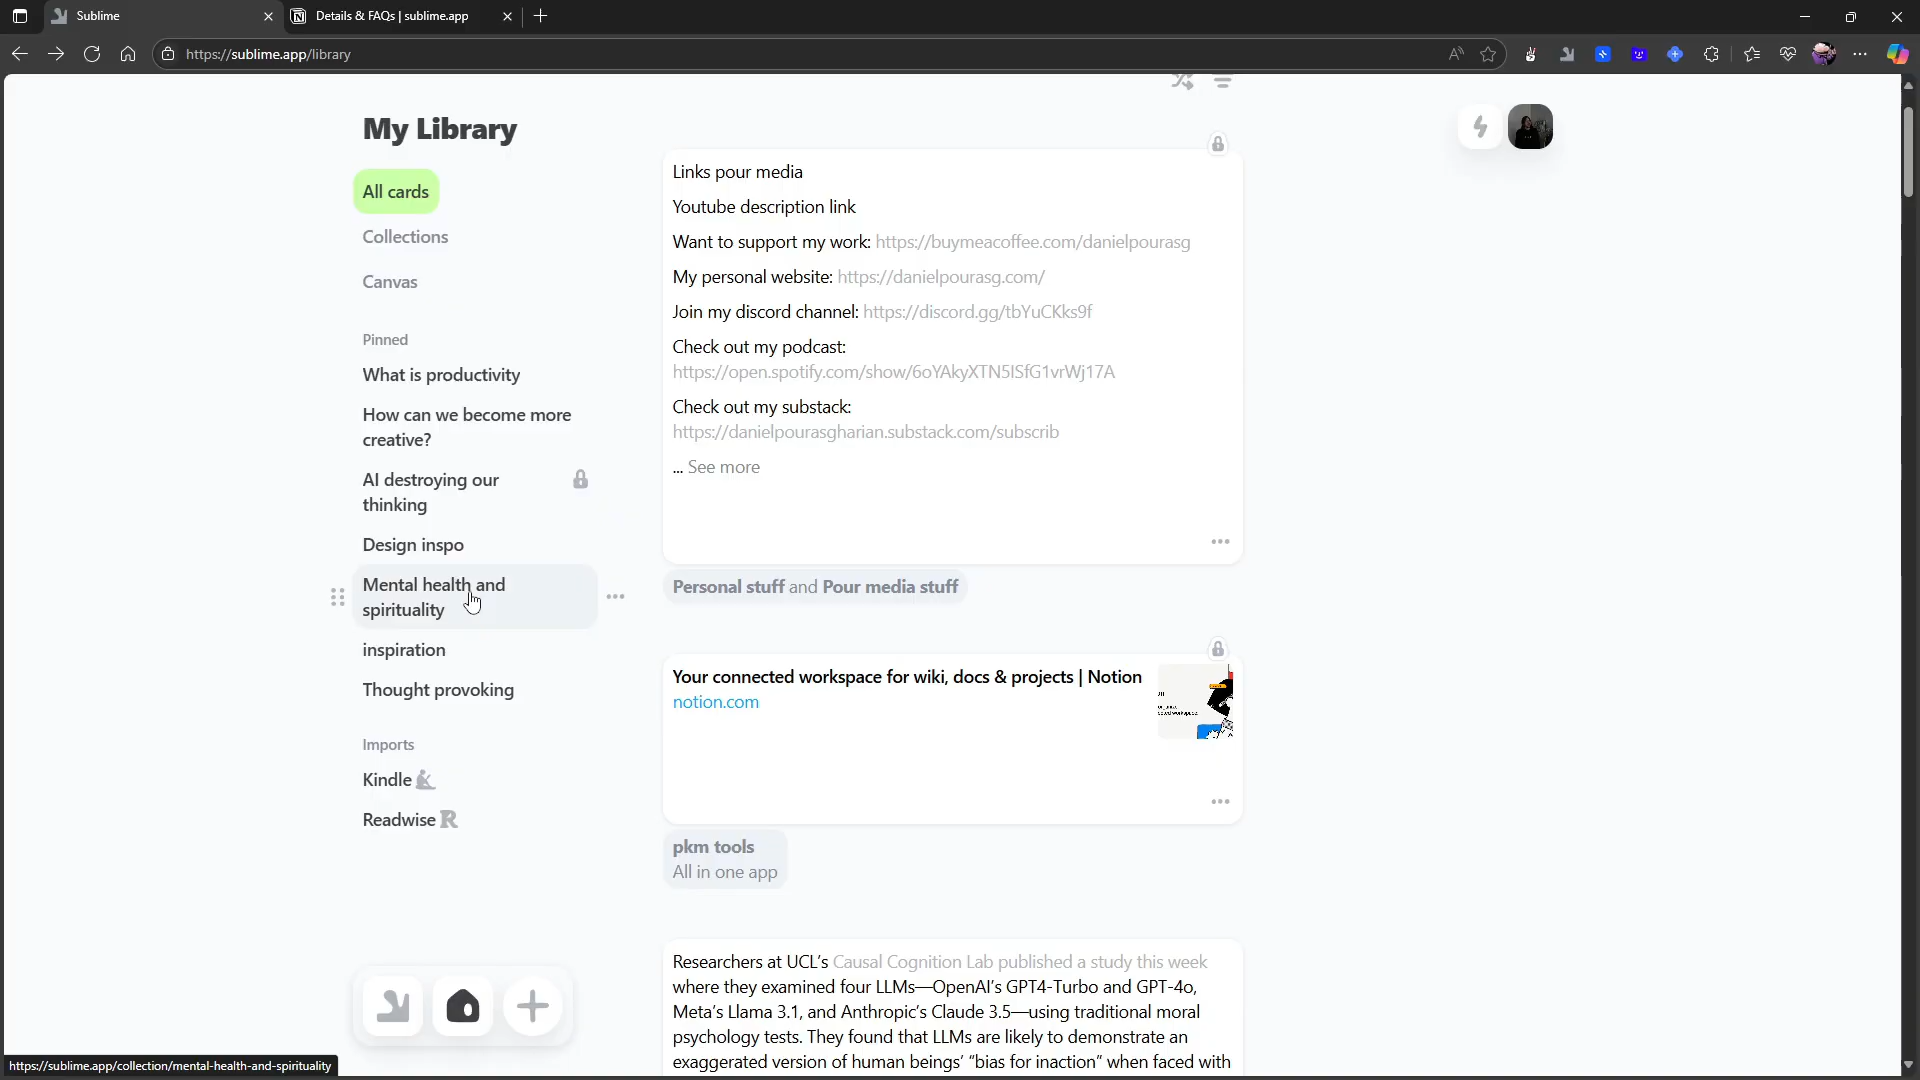 Sublime
Details & FAQs | sublime.app
https://sublime.app/library
My Library
All cards
Collections
Canvas
Pinned
What is productivity
How can we become more
creative?
AI destroying our
thinking
Design inspo
Mental health and
spirituality
inspiration
Thought provoking
Imports
Kindle
Readwise R
Links pour media
Youtube description link
Want to support my work: https://buymeacoffee.com/danielpourasg
My personal website: https://danielpourasg.com/
Join my discord channel: https://discord.gg/tbYuCKks9f
Check out my podcast:
https://open.spotify.com/show/6oYAkyXTN5ISfG1vrWj17A
Check out my substack:
https://danielpourasgharian.substack.com/subscrib
... See more
Personal stuff and Pour media stuff
Your connected workspace for wiki, docs & projects | Notion
notion.com
pkm tools
All in one app
Researchers at UCL's Causal Cognition Lab published a study this week
where they examined four LLMs—OpenAI's GPT4-Turbo and GPT-4o,
Meta's Llama 3.1, and Anthropic's Claude 3.5—using traditional moral
psychology tests. They found that LLMs are likely to demonstrate an
exaggerated version of human beings' "bias for inaction" when faced with
https://sublime.app/collection/mental-health-and-spirituality